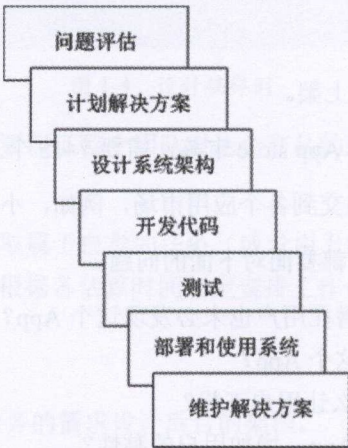 问题评估
计划解决方案
设计系统架构
开发代码
测试
部署和使用系统
维护解决方案